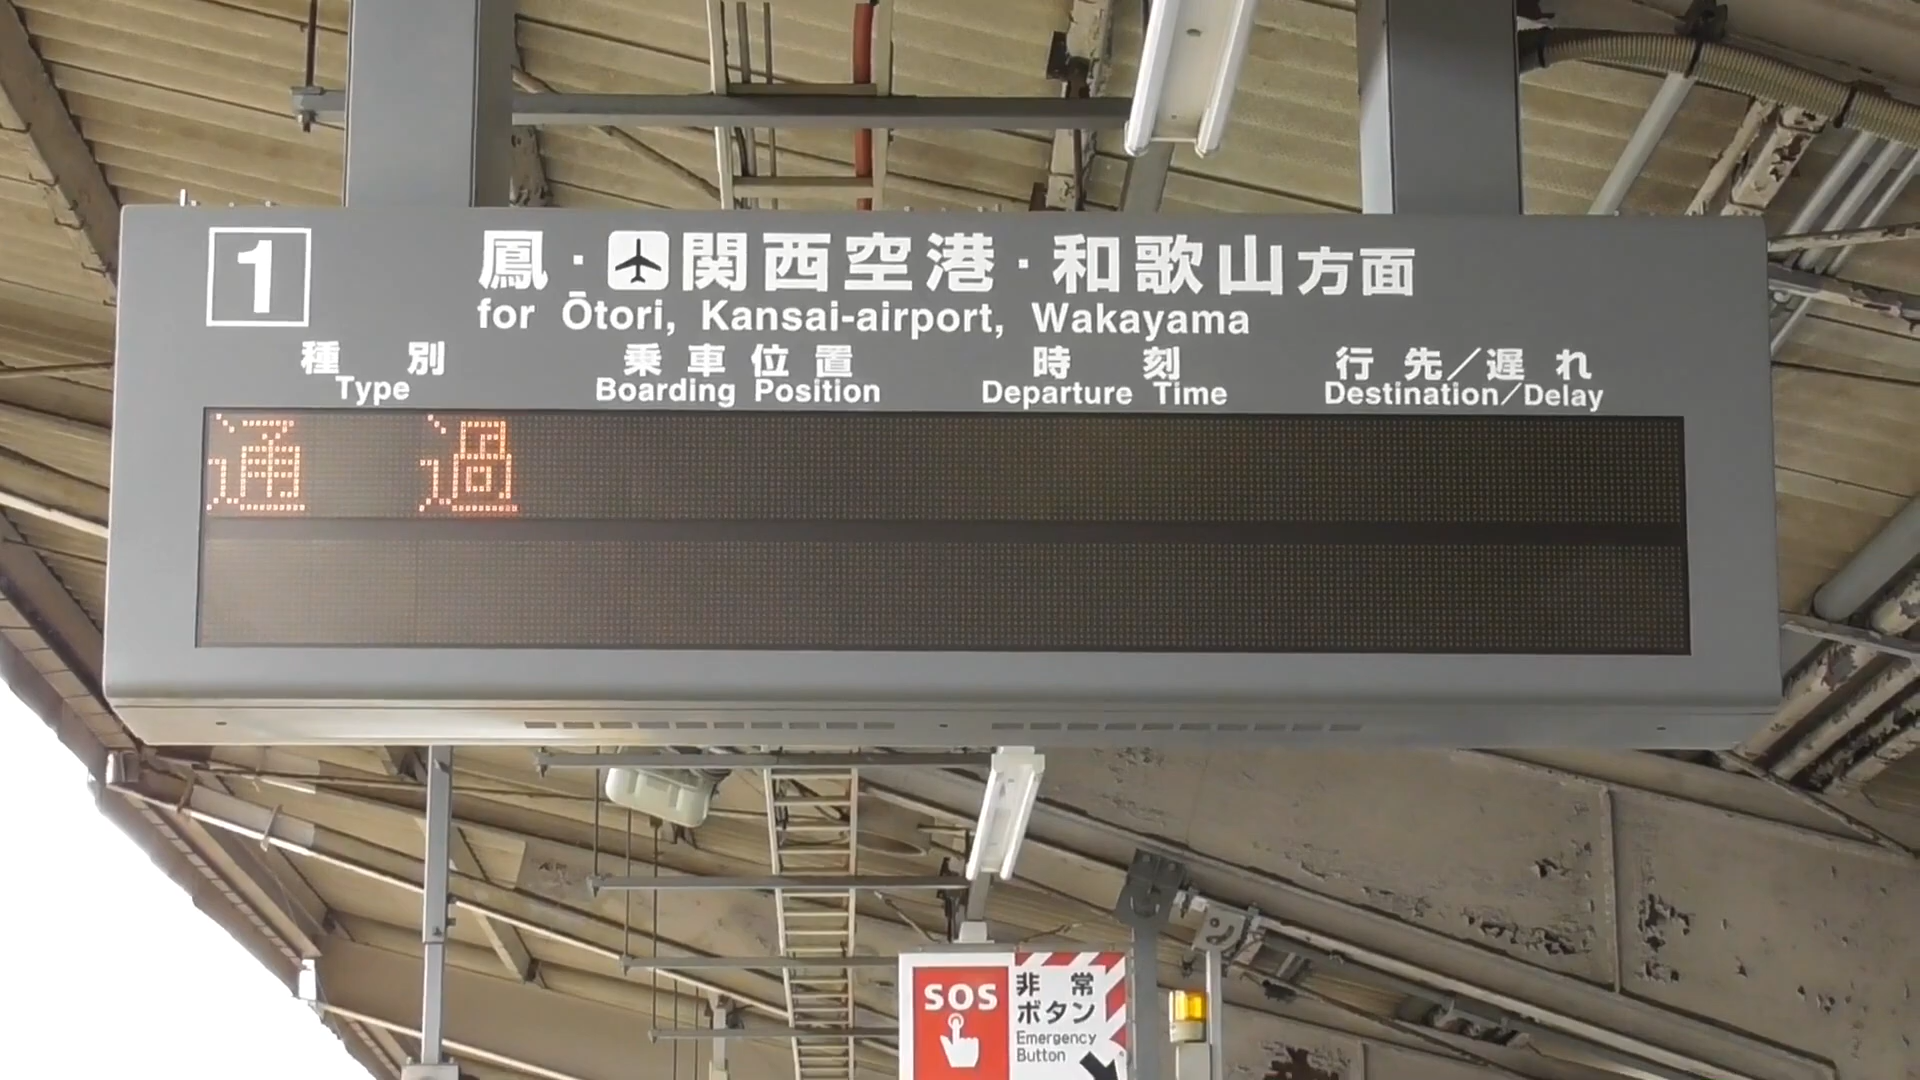 1
鳳・関西空港・和歌山方面
for Ōtori, Kansai-airport, Wakayama
種別 乗車位置 時刻 行先／遅れ
Type Boarding Position Departure Time Destination/Delay
通過
SOS
非常
ボタン
Emergency
Button